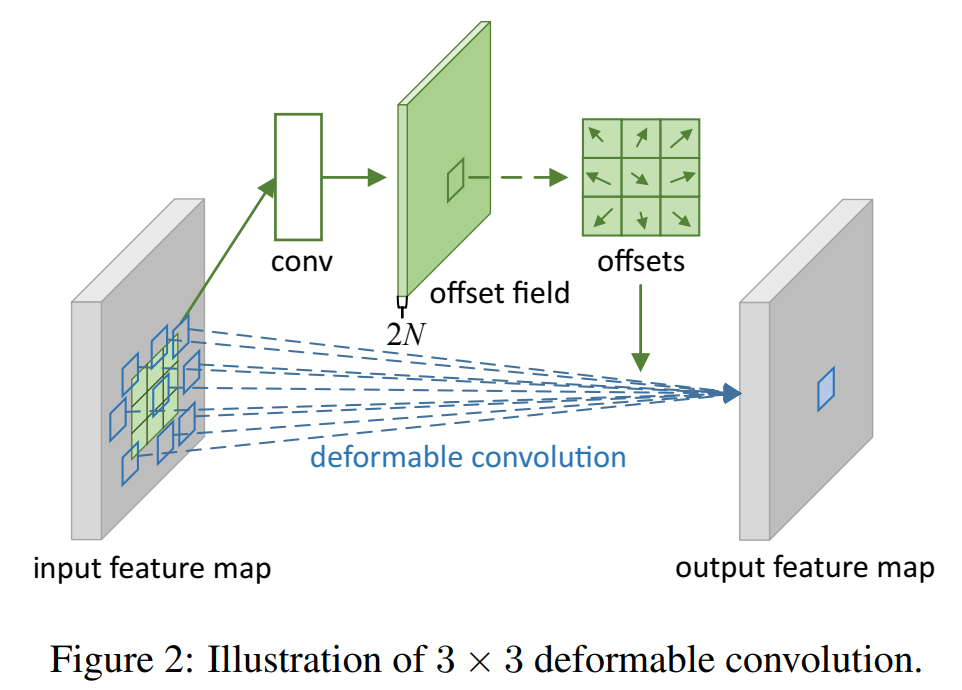 conv
offset field
offsets
2N
deformable convolution
input feature map
output feature map
Figure 2: Illustration of 3 × 3 deformable convolution.